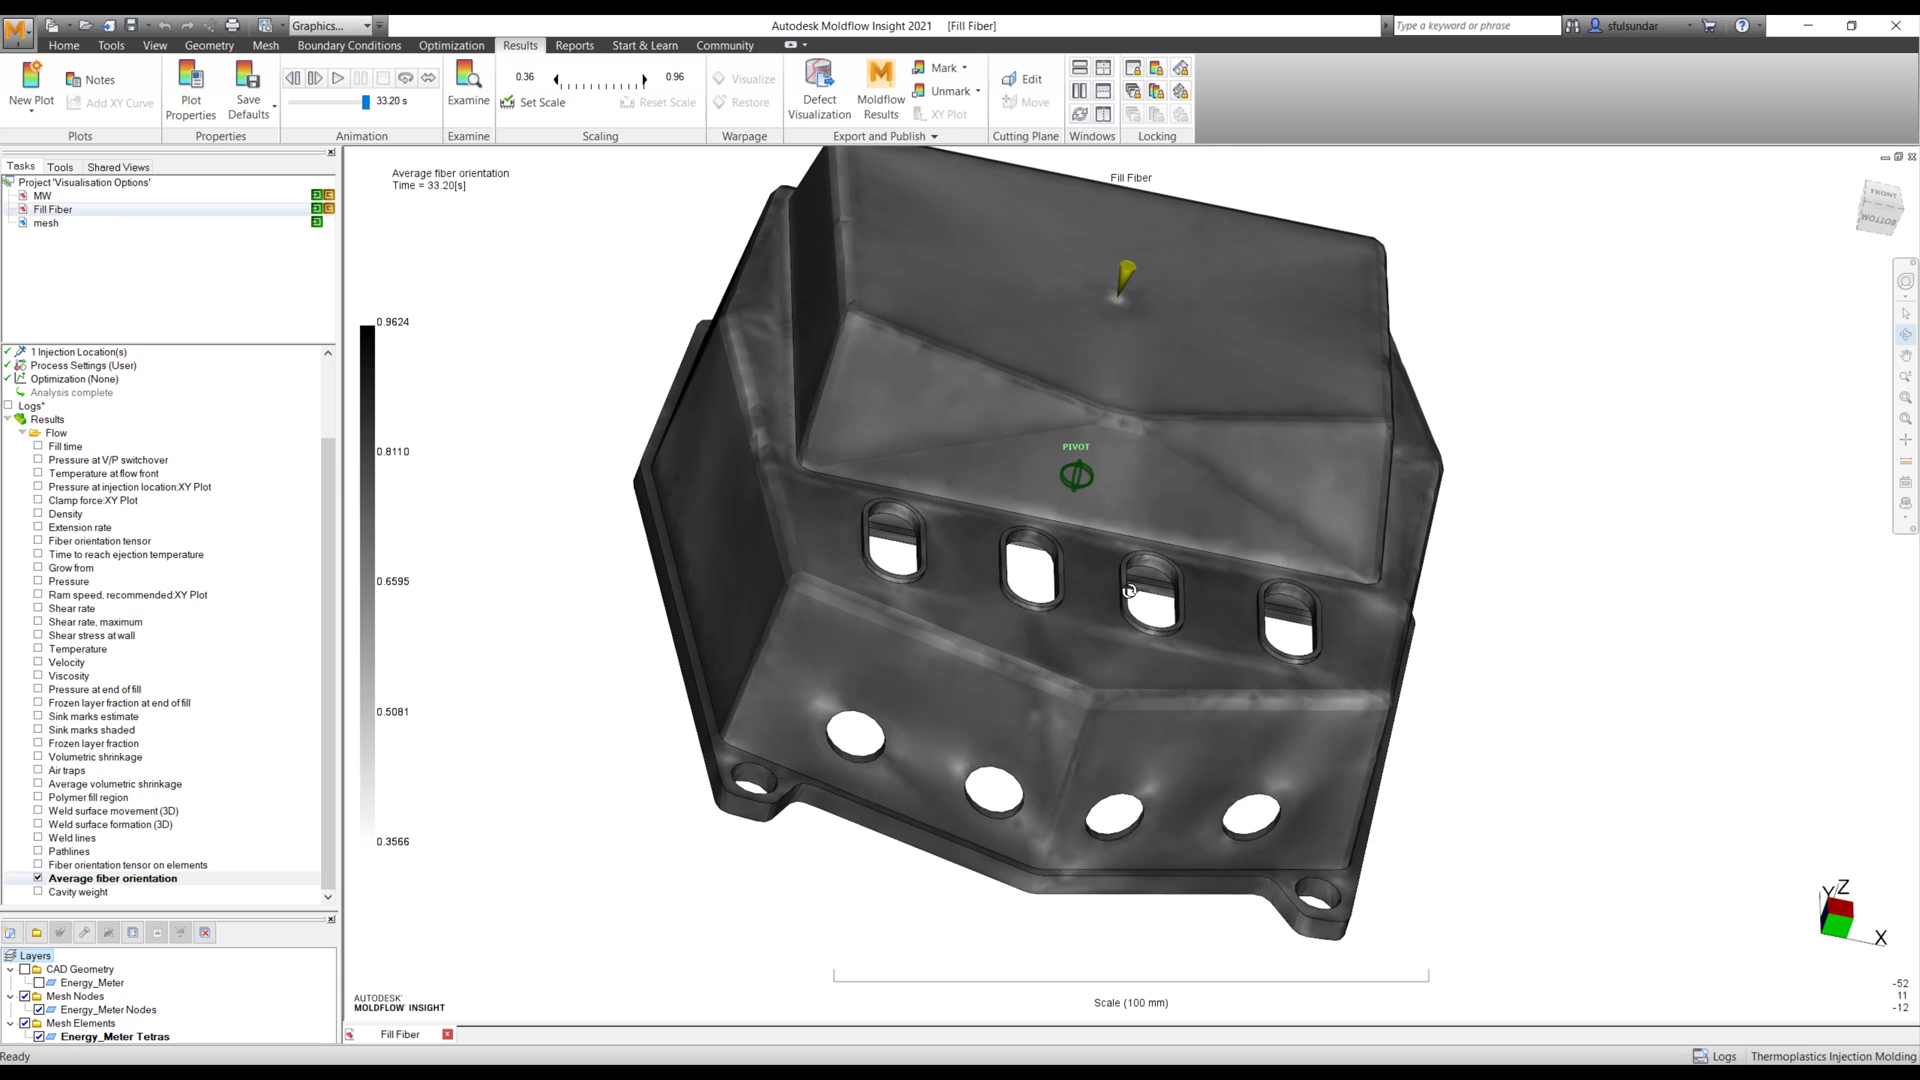 Graphics...
Autodesk Moldflow Insight 2021 [Fill Fiber]
Type a keyword or phrase
sfulsundar
Home
Tools
View
Geometry
Mesh
Boundary Conditions
Optimization
Results
Reports
Start & Learn
Community
New Plot
Notes
Add XY Curve
Plots
Plot Properties
Save Defaults
Properties
33.20 s
Animation
Examine
Examine
0.36
0.96
Set Scale
Reset Scale
Scaling
Visualize
Restore
Warpage
Defect Visualization
Moldflow Results
Mark
Unmark
XY Plot
Export and Publish
Edit
Move
Cutting Plane
Windows
Locking
Tasks
Tools
Shared Views
Project 'Visualisation Options'
MW
Fill Fiber
mesh
1 Injection Location(s)
Process Settings (User)
Optimization (None)
Analysis complete
Logs*
Results
Flow
Fill time
Pressure at V/P switchover
Temperature at flow front
Pressure at injection location:XY Plot
Clamp force:XY Plot
Density
Extension rate
Fiber orientation tensor
Time to reach ejection temperature
Grow from
Pressure
Ram speed, recommended:XY Plot
Shear rate
Shear rate, maximum
Shear stress at wall
Temperature
Velocity
Viscosity
Pressure at end of fill
Frozen layer fraction at end of fill
Sink marks estimate
Sink marks shaded
Frozen layer fraction
Volumetric shrinkage
Air traps
Average volumetric shrinkage
Polymer fill region
Weld surface movement (3D)
Weld surface formation (3D)
Weld lines
Pathlines
Fiber orientation tensor on elements
Average fiber orientation
Cavity weight
Layers
CAD Geometry
Energy_Meter
Mesh Nodes
Energy_Meter Nodes
Mesh Elements
Energy_Meter Tetras
Average fiber orientation
Time = 33.20[s]
Fill Fiber
0.9624
0.8110
0.6595
0.5081
0.3566
PIVOT
FRONT
BOTTOM
Y
Z
X
-52
11
-12
Scale (100 mm)
AUTODESK
MOLDFLOW INSIGHT
Fill Fiber
Ready
Logs
Thermoplastics Injection Molding